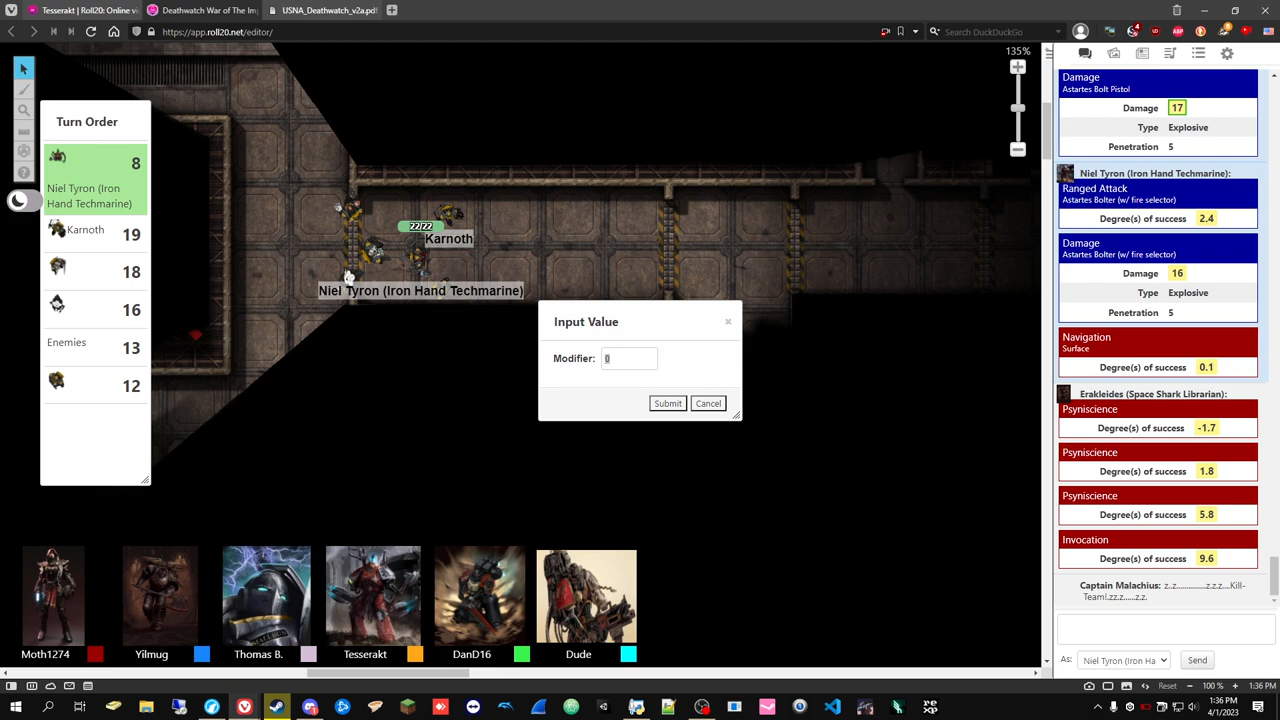 Tesserakt | Roll20: Online vi
Deathwatch War of The Im
USNA_Deathwatch_v2a.pdf
https://app.roll20.net/editor/
Search DuckDuckGo
135%
Turn Order
8
Niel Tyron (Iron
Hand Techmarine)
Karnoth
19
18
16
Enemies
13
12
22/22
Karnoth
Niel Tyron (Iron Hand Techmarine)
Input Value
Modifier: 0
Submit Cancel
Moth1274
Yilmug
Thomas B.
Tesserakt
DanD16
Dude
Damage
Astartes Bolt Pistol
Damage 17
Type Explosive
Penetration 5
Niel Tyron (Iron Hand Techmarine):
Ranged Attack
Astartes Bolter (w/ fire selector)
Degree(s) of success 2.4
Damage
Astartes Bolter (w/ fire selector)
Damage 16
Type Explosive
Penetration 5
Navigation
Surface
Degree(s) of success 0.1
Erakleides (Space Shark Librarian):
Psyniscience
Degree(s) of success -1.7
Psyniscience
Degree(s) of success 1.8
Psyniscience
Degree(s) of success 5.8
Invocation
Degree(s) of success 9.6
As: Niel Tyron (Iron Ha
Send
Reset
100 %
1:36 PM
1:36 PM
4/1/2023